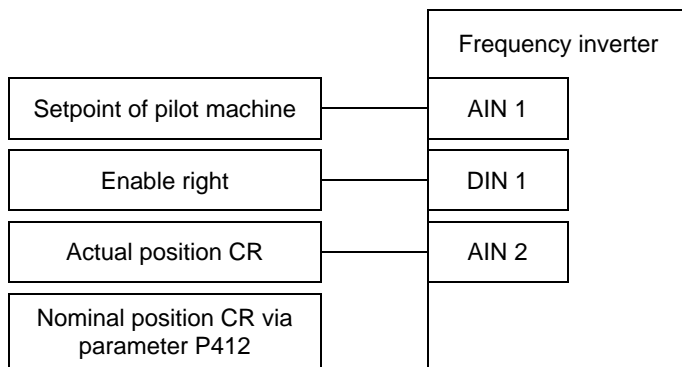 Frequency inverter
Setpoint of pilot machine
AIN 1
Enable right
DIN 1
Actual position CR
AIN 2
Nominal position CR via
parameter P412